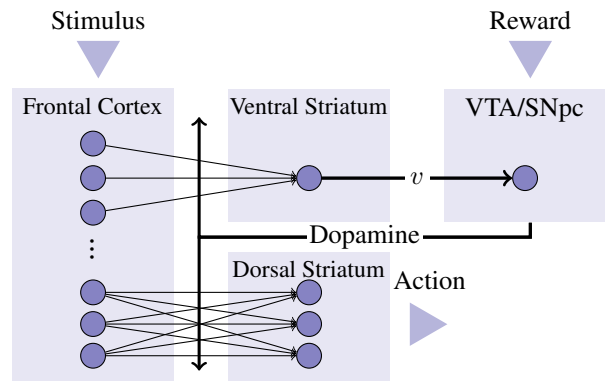 Stimulus
Reward
Frontal Cortex
Ventral Striatum
VTA/SNpc
v
Dopamine
Dorsal Striatum
Action